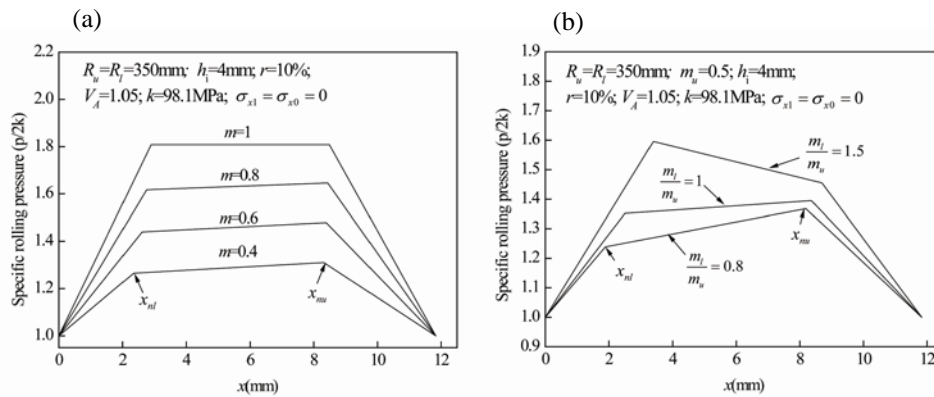 (a)
2.2
2.0
1.8
1.6
1.4
1.2
1.0
Specific rolling pressure (p/2k)
R_u=R_l=350mm; h_i=4mm; r=10%;
V_A=1.05; k=98.1MPa; σ_x1=σ_x0=0
m=1
m=0.8
m=0.6
m=0.4
x_nl
x_nu
0 2 4 6 8 10 12
x(mm)
(b)
1.9
1.8
1.7
1.6
1.5
1.4
1.3
1.2
1.1
1.0
0.9
Specific rolling pressure (p/2k)
R_u=R_l=350mm; m_u=0.5; h_i=4mm;
r=10%; V_A=1.05; k=98.1MPa; σ_x1=σ_x0=0
m_l/m_u=1.5
m_l/m_u=1
m_l/m_u=0.8
x_nl
x_nu
0 2 4 6 8 10 12
x(mm)